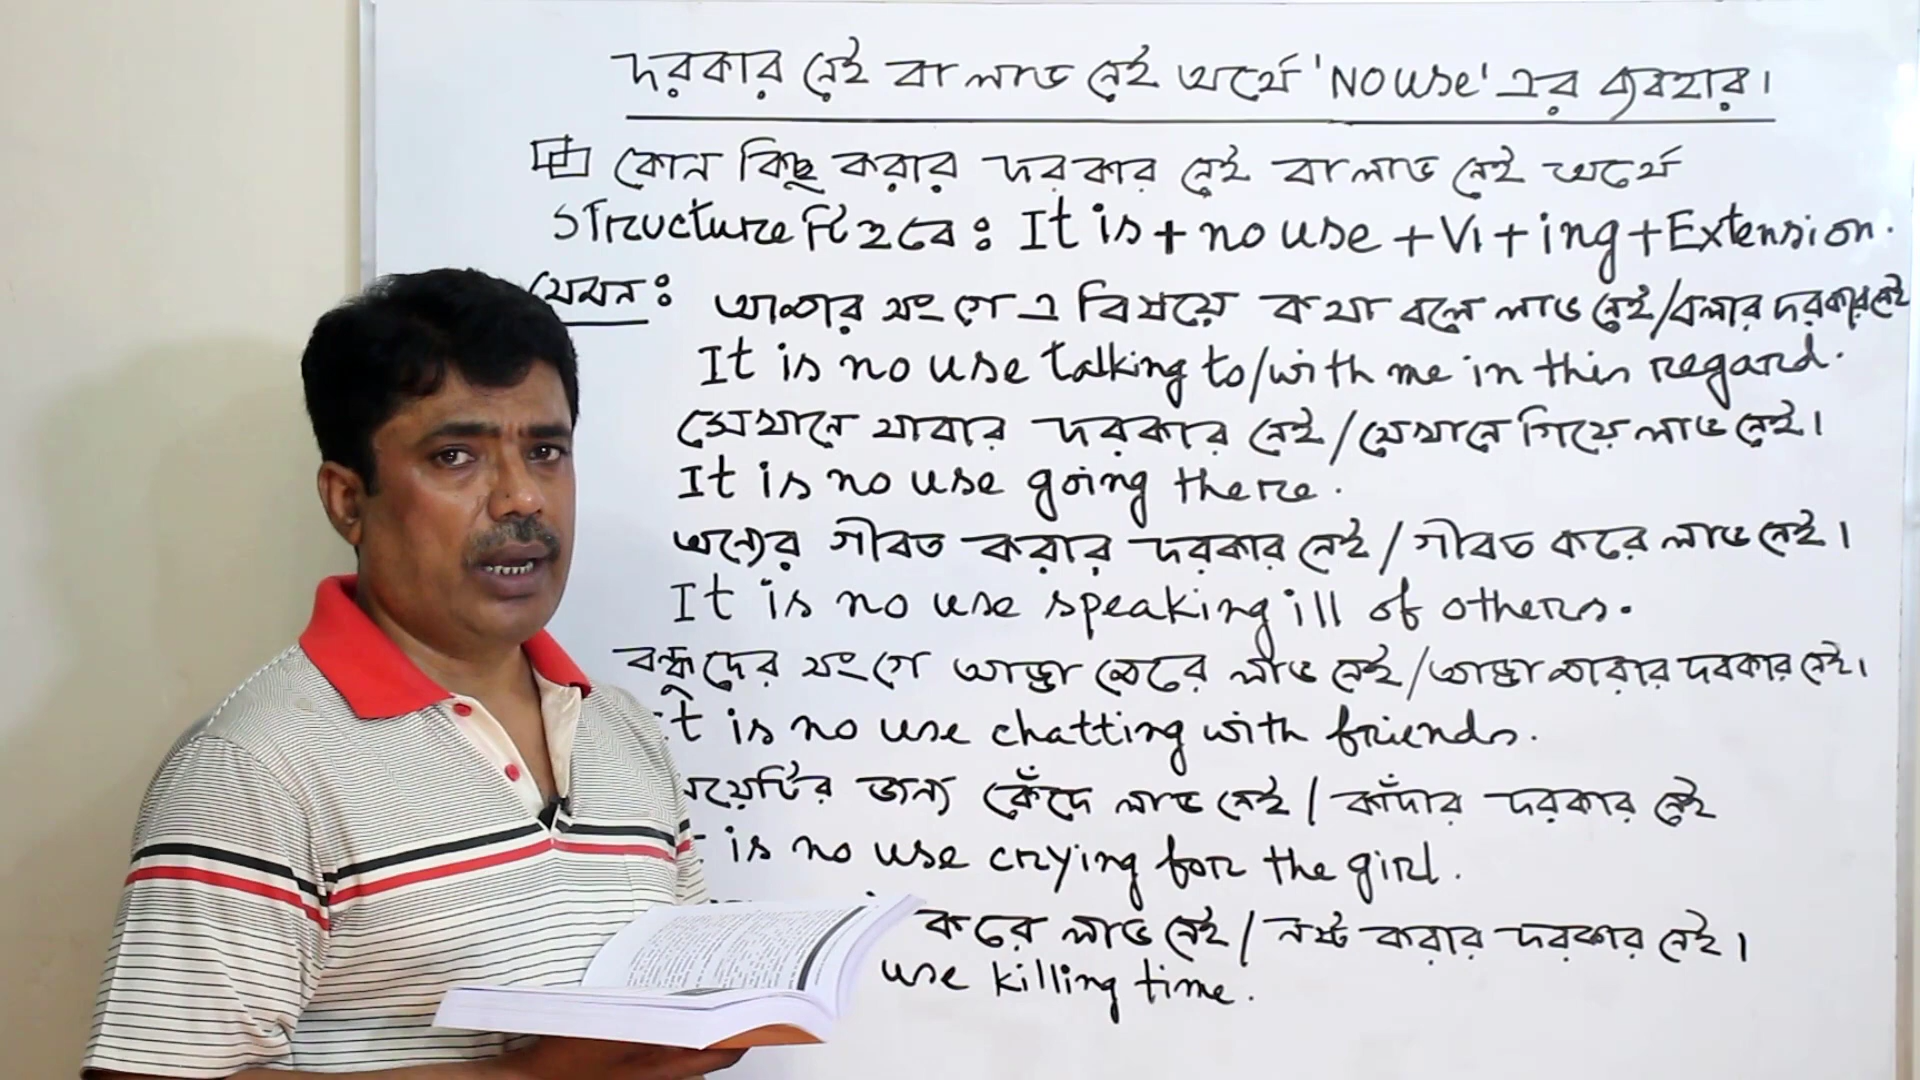 দরকার নেই বা লাভ নেই অর্থে 'No use' এর ব্যবহার।
কোন কিছু করার দরকার নেই বা লাভ নেই অর্থে
Structure টি হবে: It is + no use + V1 + ing + Extension.
যেমন: আমার সংগে এ বিষয়ে কথা বলে লাভ নেই/বলার দরকার নেই
It is no use talking to/with me in this regard.
সেখানে যাবার দরকার নেই/সেখানে গিয়ে লাভ নেই।
It is no use going there.
অন্যের গীবত করার দরকার নেই/গীবত করে লাভ নেই।
It is no use speaking ill of others.
বন্ধুদের সংগে আড্ডা মেরে লাভ নেই/আড্ডা মারার দরকার নেই।
It is no use chatting with friends.
য়েটির জন্য কেঁদে লাভ নেই/কাঁদার দরকার নেই
is no use crying for the girl.
করে লাভ নেই/নষ্ট করার দরকার নেই।
use killing time.